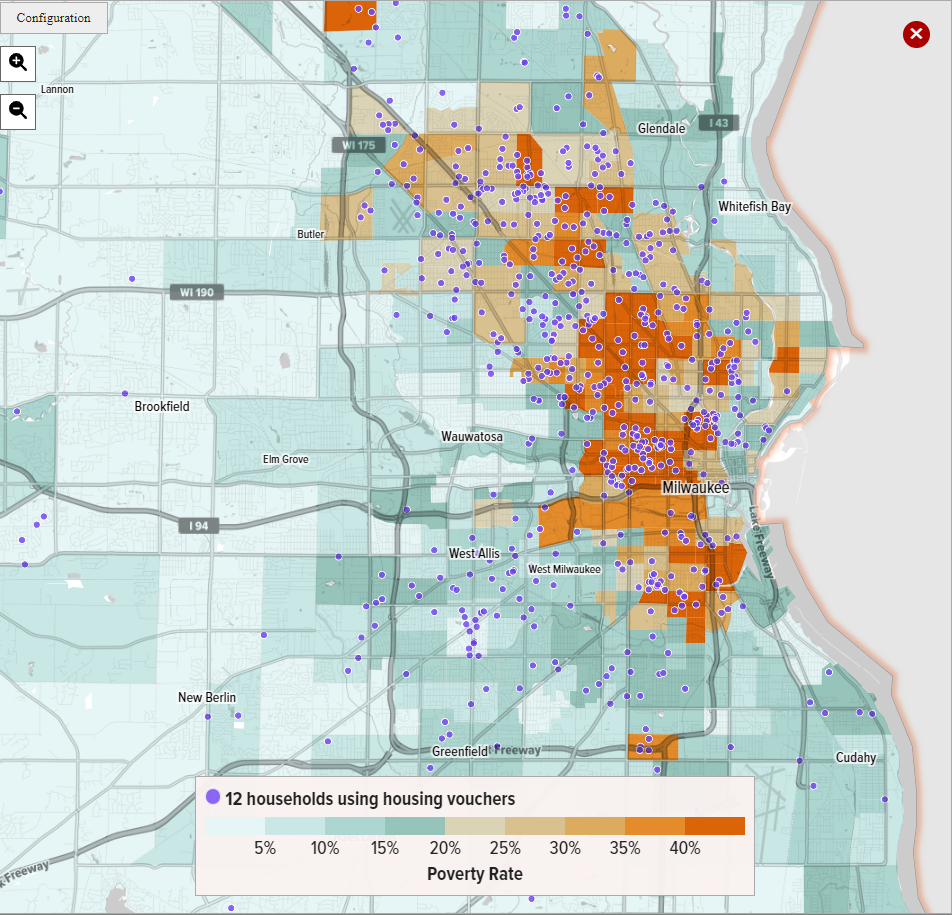 Configuration
Lannon
Glendale
I 43
WI 175
Whitefish Bay
Butler
WI 190
Brookfield
Wauwatosa
Elm Grove
Milwaukee
I 94
Lake Freeway
West Allis
West Milwaukee
New Berlin
Greenfield
Freeway
Cudahy
12 households using housing vouchers
5% 10% 15% 20% 25% 30% 35% 40%
Poverty Rate
Freeway